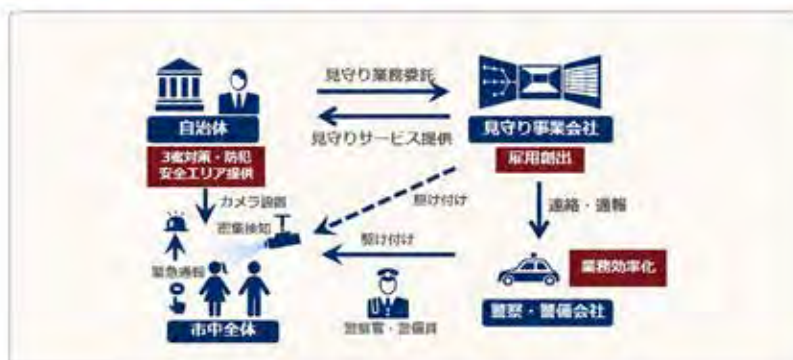 見守り業務委託
見守りサービス提供
自治体
見守り事業会社
3密対策・防犯
安全エリア提供
雇用創出
カメラ設置
密集検知
駆け付け
連絡・通報
駆け付け
緊急通報
業務効率化
市中全体
警察官・警備員
警察・警備会社